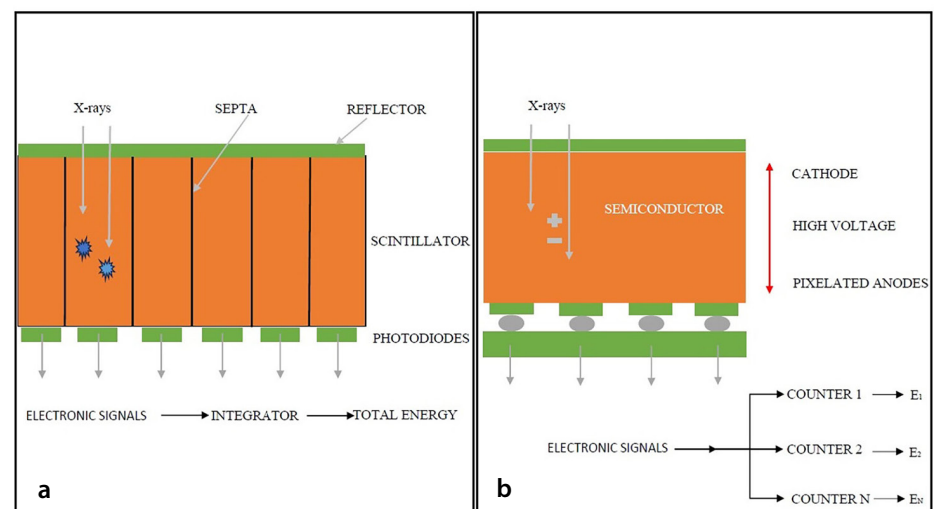 X-rays
SEPTA
REFLECTOR
SCINTILLATOR
PHOTODIODES
ELECTRONIC SIGNALS
INTEGRATOR
TOTAL ENERGY
a
X-rays
CATHODE
SEMICONDUCTOR
HIGH VOLTAGE
PIXELATED ANODES
COUNTER 1
E1
ELECTRONIC SIGNALS
COUNTER 2
E2
COUNTER N
EN
b